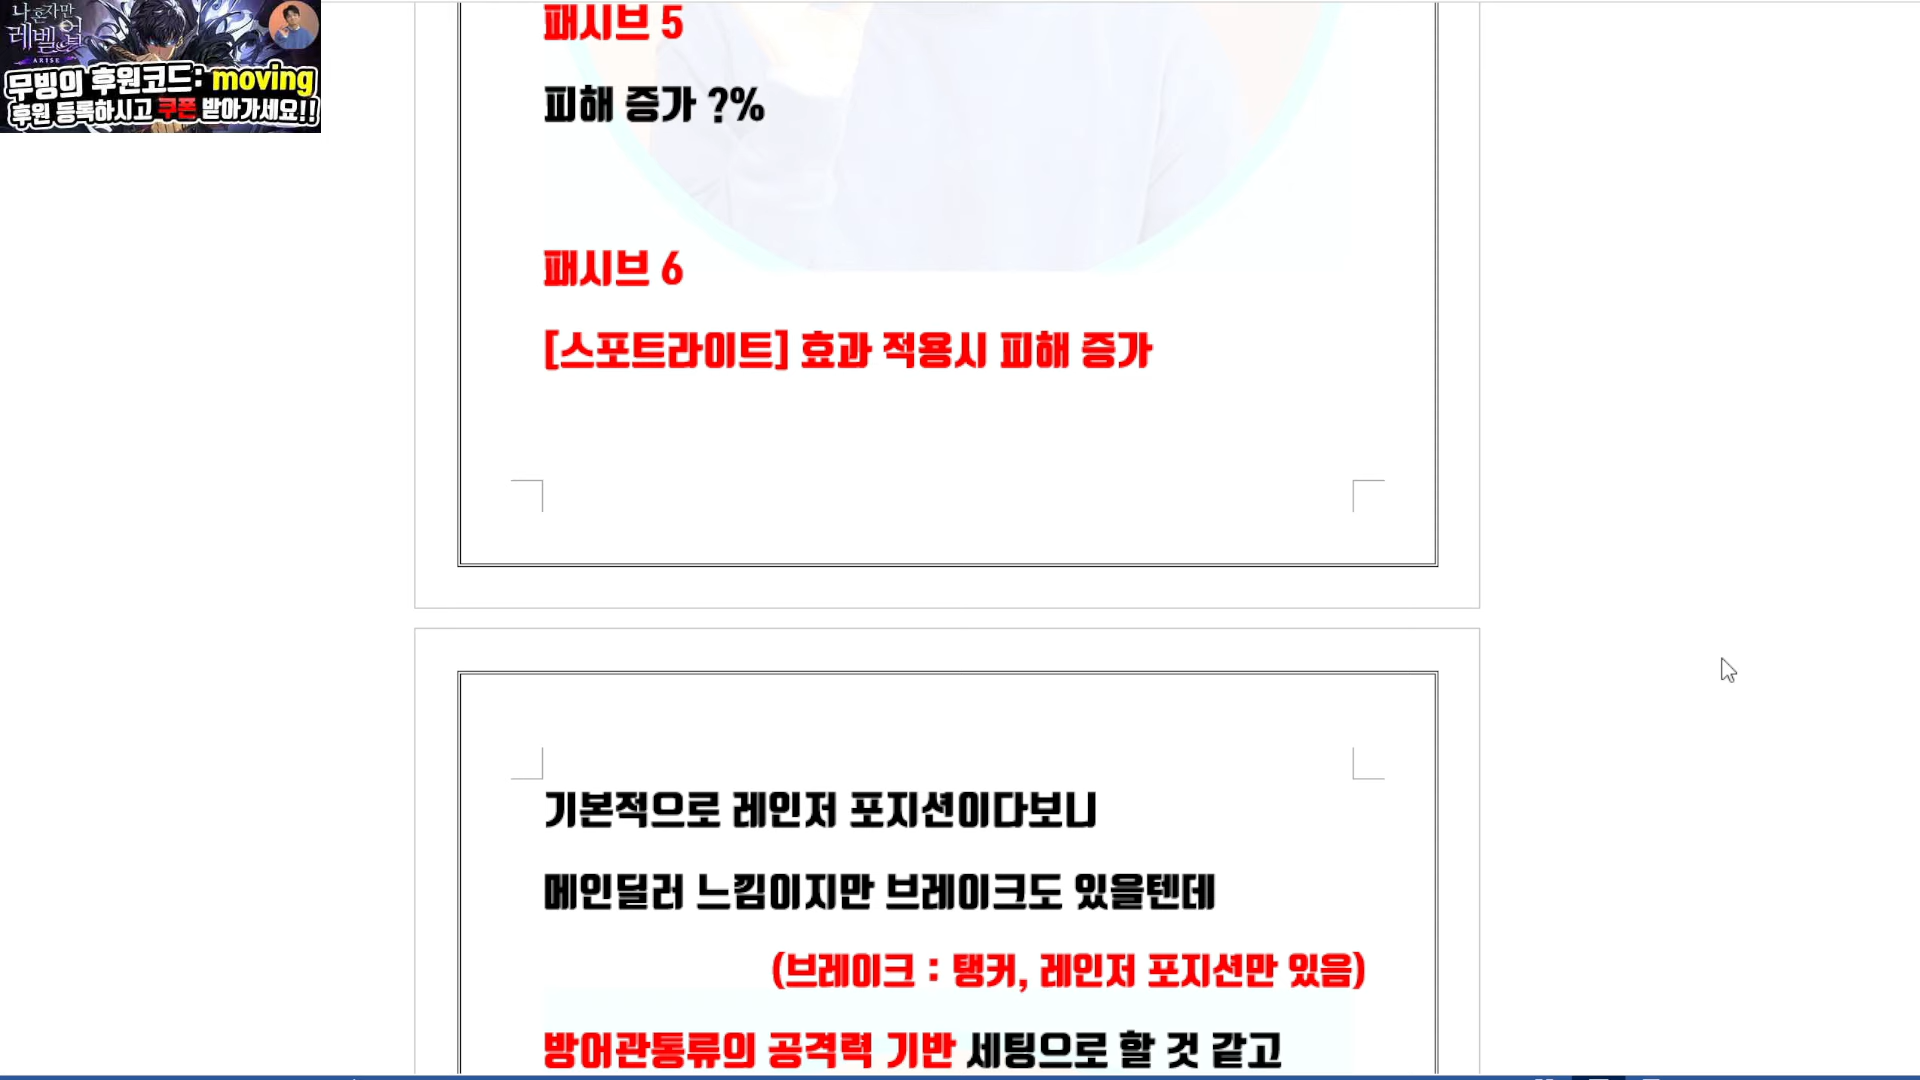 나 혼자만
레벨업
ARISE
무빙의 후원코드: moving
후원 등록하시고 쿠폰 받아가세요!!
패시브 5
피해 증가 ?%
패시브 6
[스포트라이트] 효과 적용시 피해 증가
기본적으로 레인저 포지션이다보니
메인딜러 느낌이지만 브레이크도 있을텐데
(브레이크 : 탱커, 레인저 포지션만 있음)
방어관통류의 공격력 기반 세팅으로 할 것 같고